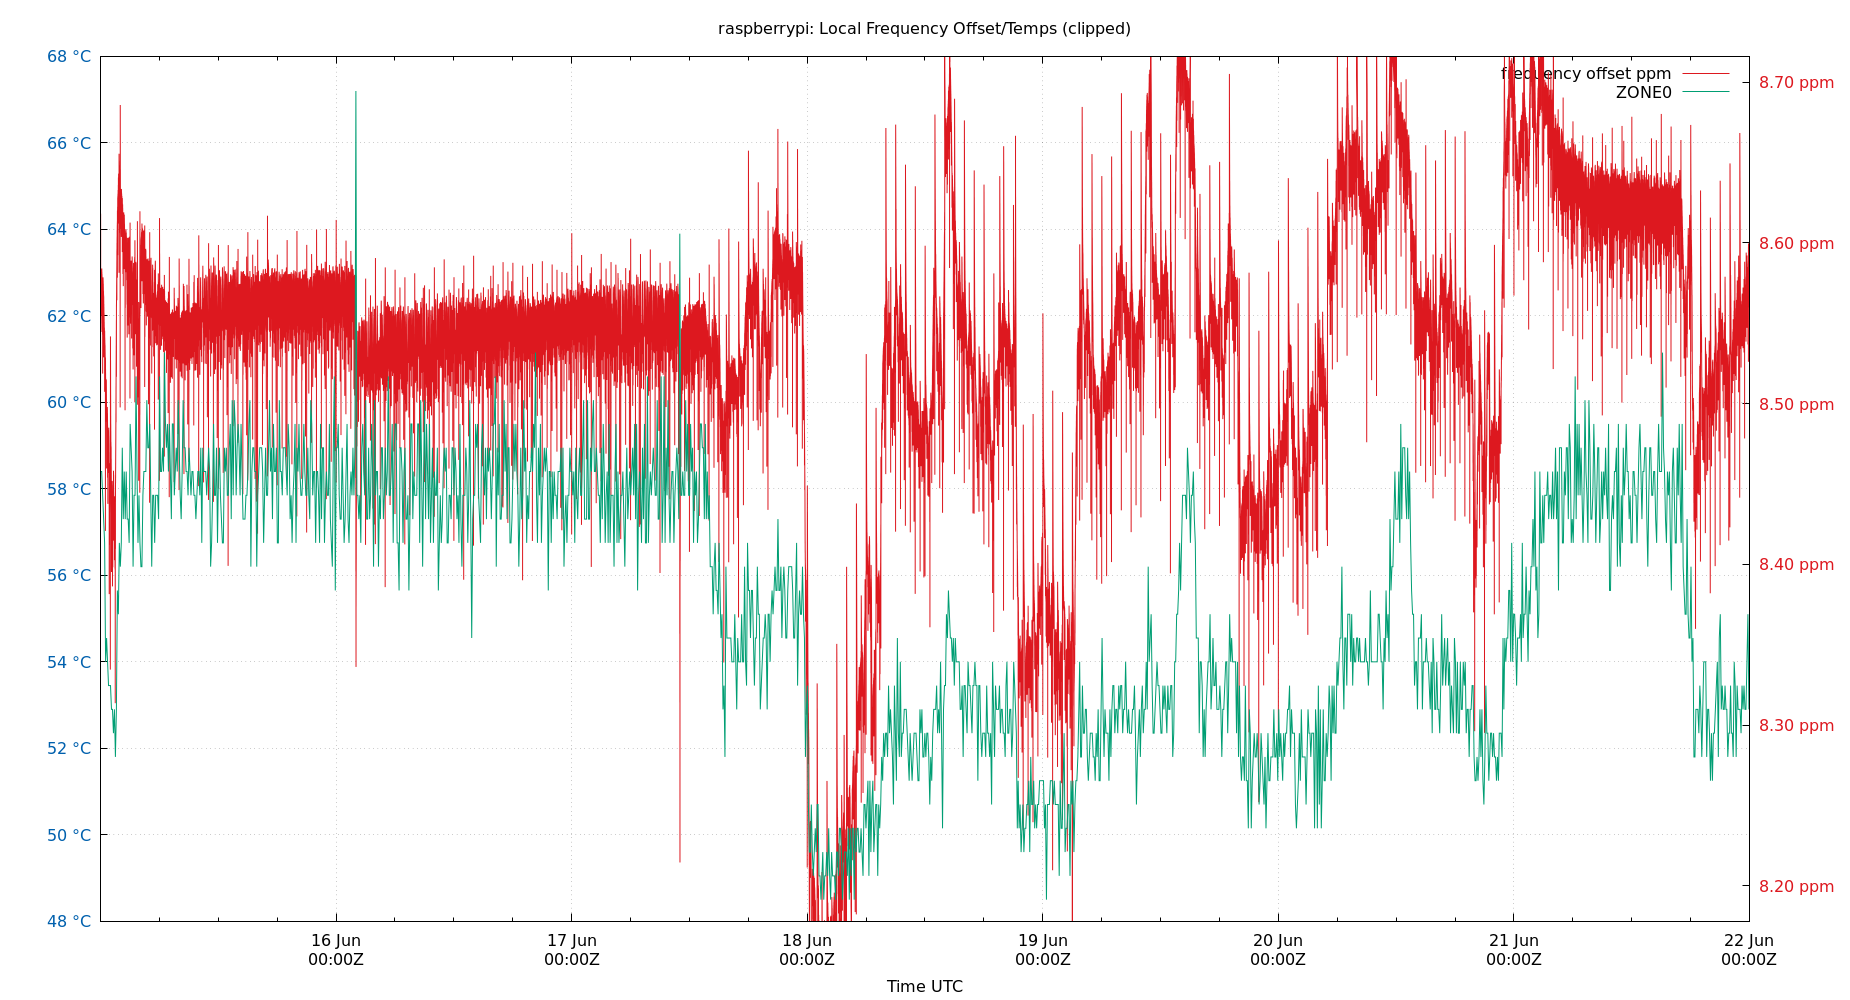 raspberrypi: Local Frequency Offset/Temps (clipped)
68 °C
66 °C
64 °C
62 °C
60 °C
58 °C
56 °C
54 °C
52 °C
50 °C
48 °C
frequency offset ppm
ZONE0
8.70 ppm
8.60 ppm
8.50 ppm
8.40 ppm
8.30 ppm
8.20 ppm
16 Jun
00:00Z
17 Jun
00:00Z
18 Jun
00:00Z
19 Jun
00:00Z
20 Jun
00:00Z
21 Jun
00:00Z
22 Jun
00:00Z
Time UTC